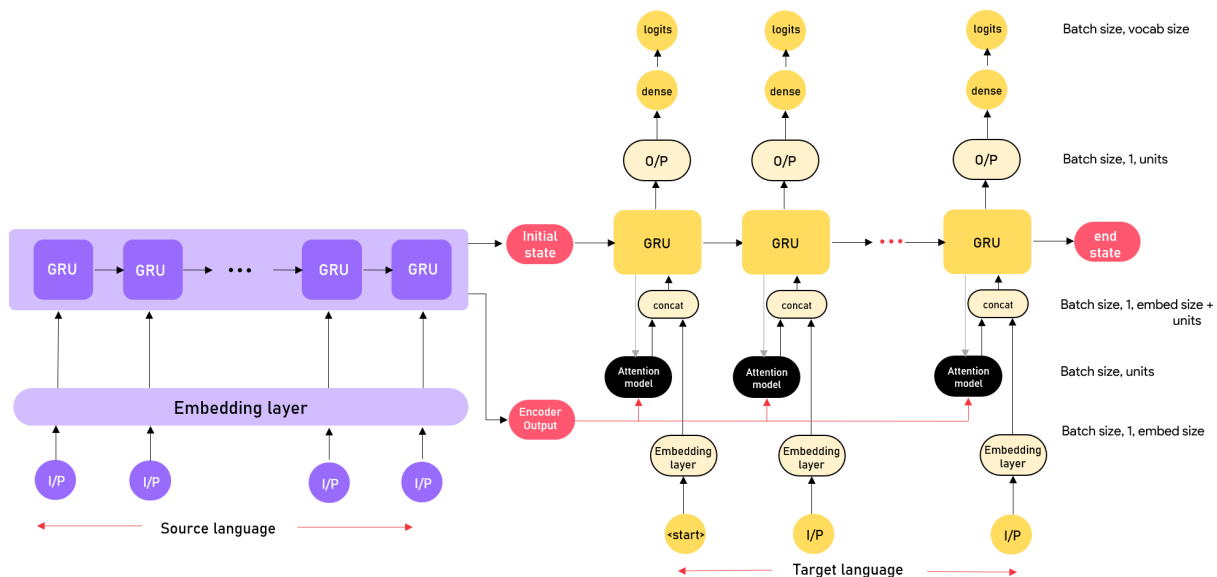 logits
logits
logits
Batch size, vocab size
dense
dense
dense
O/P
O/P
O/P
Batch size, 1, units
Initial
state
GRU
GRU
GRU
end
state
GRU
GRU
GRU
GRU
concat
concat
concat
Batch size, 1, embed size +
units
Attention
model
Attention
model
Attention
model
Batch size, units
Embedding layer
Encoder
Output
Batch size, 1, embed size
Embedding
layer
Embedding
layer
Embedding
layer
I/P
I/P
I/P
I/P
Source language
<start>
I/P
I/P
Target language